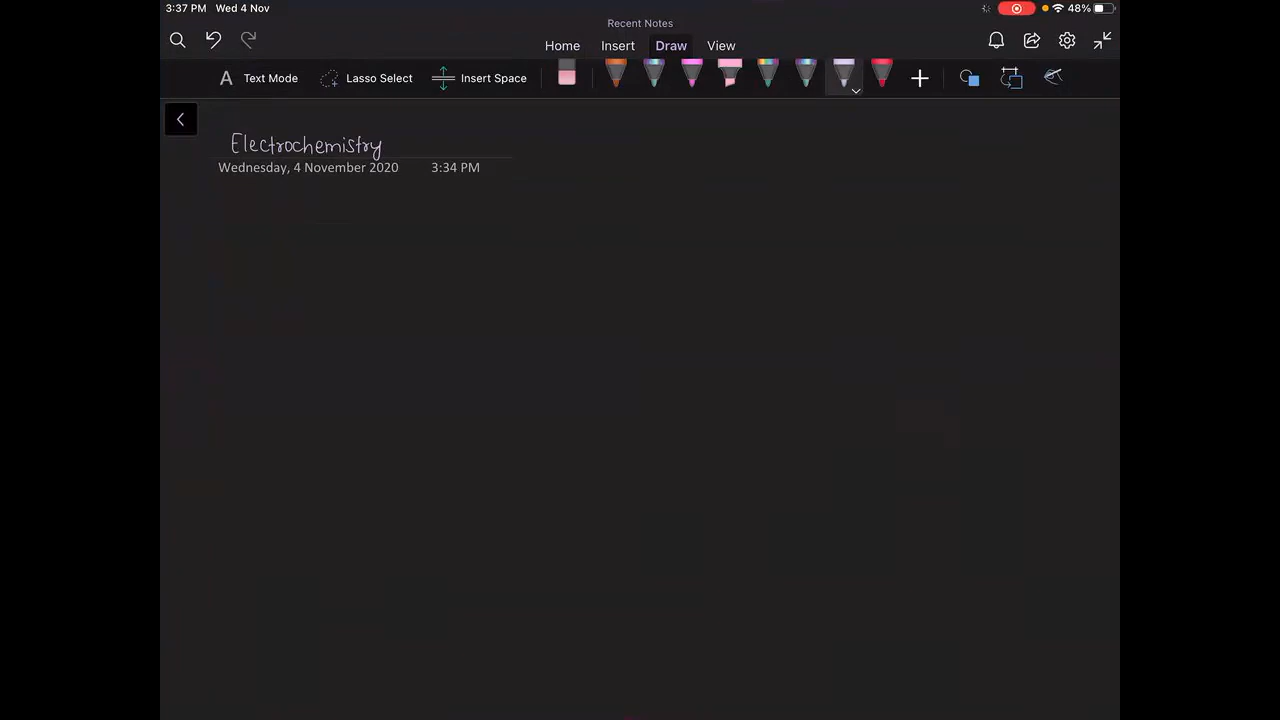 3:37 PM Wed 4 Nov 48%
Recent Notes
Home Insert Draw View
A Text Mode Lasso Select Insert Space
Electrochemistry
Wednesday, 4 November 2020 3:34 PM